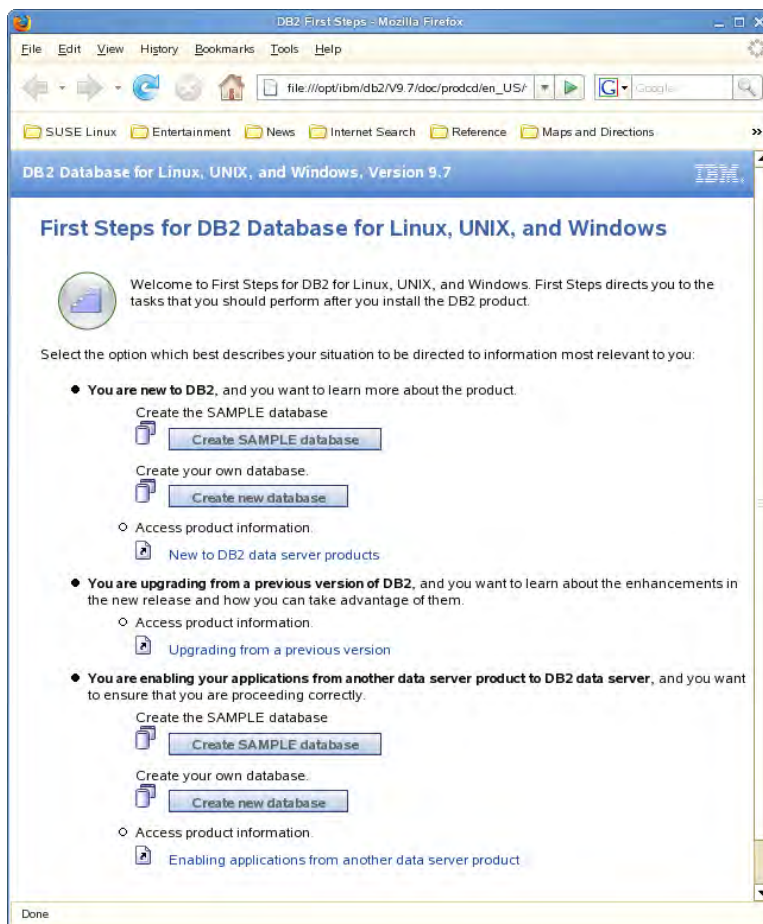 DB2 First Steps - Mozilla Firefox
File Edit View History Bookmarks Tools Help
file:///opt/ibm/db2/V9.7/doc/prodcd/en_US/ G Google
SUSE Linux Entertainment News Internet Search Reference Maps and Directions »
DB2 Database for Linux, UNIX, and Windows, Version 9.7 IBM.
First Steps for DB2 Database for Linux, UNIX, and Windows
Welcome to First Steps for DB2 for Linux, UNIX, and Windows. First Steps directs you to the
tasks that you should perform after you install the DB2 product.
Select the option which best describes your situation to be directed to information most relevant to you:
You are new to DB2, and you want to learn more about the product.
Create the SAMPLE database
Create SAMPLE database
Create your own database.
Create new database
Access product information
New to DB2 data server products
You are upgrading from a previous version of DB2, and you want to learn about the enhancements in
the new release and how you can take advantage of them.
Access product information
Upgrading from a previous version
You are enabling your applications from another data server product to DB2 data server, and you want
to ensure that you are proceeding correctly.
Create the SAMPLE database
Create SAMPLE database
Create your own database.
Create new database
Access product information
Enabling applications from another data server product
Done